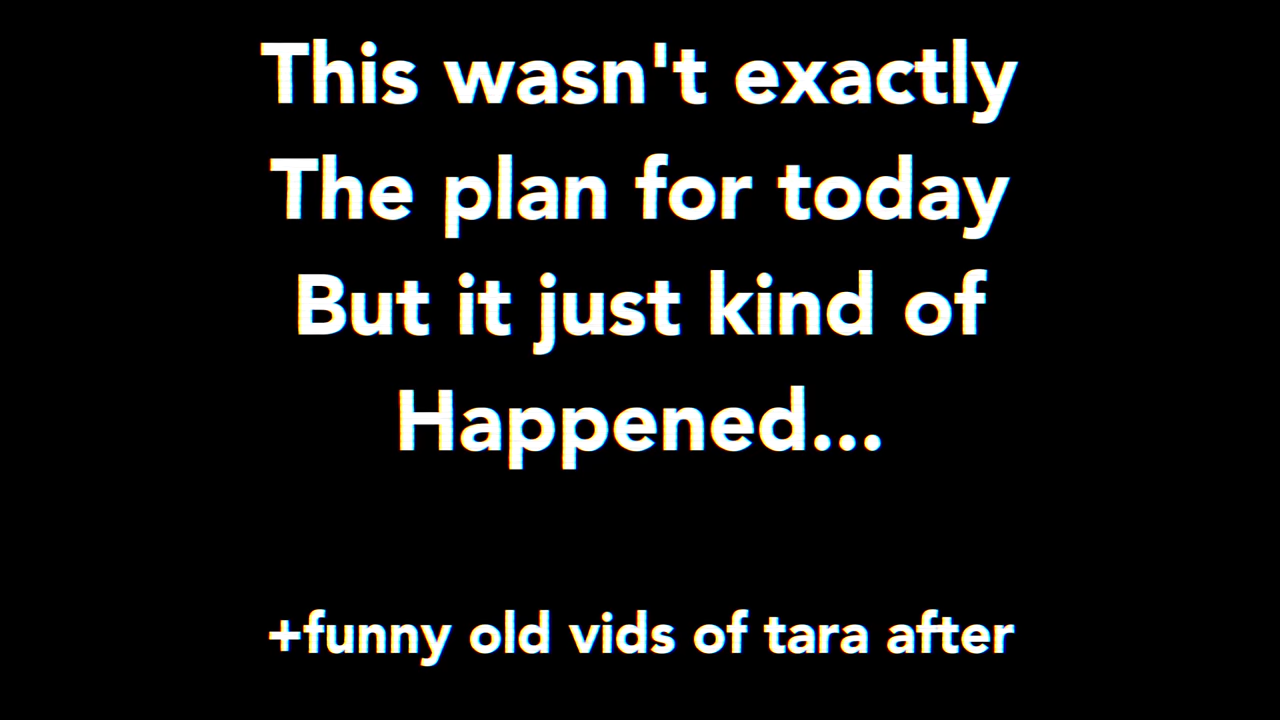 This wasn't exactly
The plan for today
But it just kind of
Happened...
+funny old vids of tara after